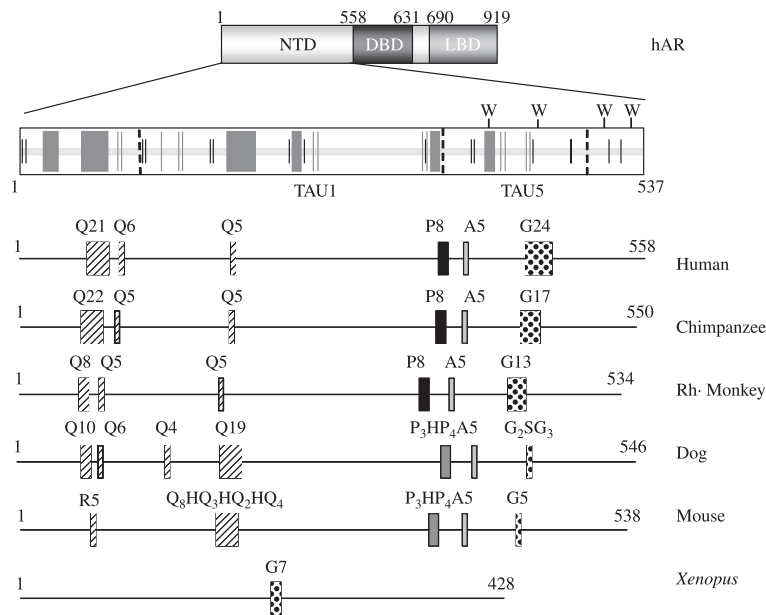 1 558 631 690 919
NTD DBD LBD hAR
W W W W
1 TAU1 TAU5 537
Q21 Q6 Q5 P8 A5 G24
1 558 Human
Q22 Q5 Q5 P8 A5 G17
1 550 Chimpanzee
Q8 Q5 Q5 P8 A5 G13
1 534 Rh· Monkey
Q10 Q6 Q4 Q19 P₃HP₄A5 G₂SG₃
1 546 Dog
R5 Q₈HQ₃HQ₂HQ₄ P₃HP₄A5 G5
1 538 Mouse
G7
1 428 Xenopus